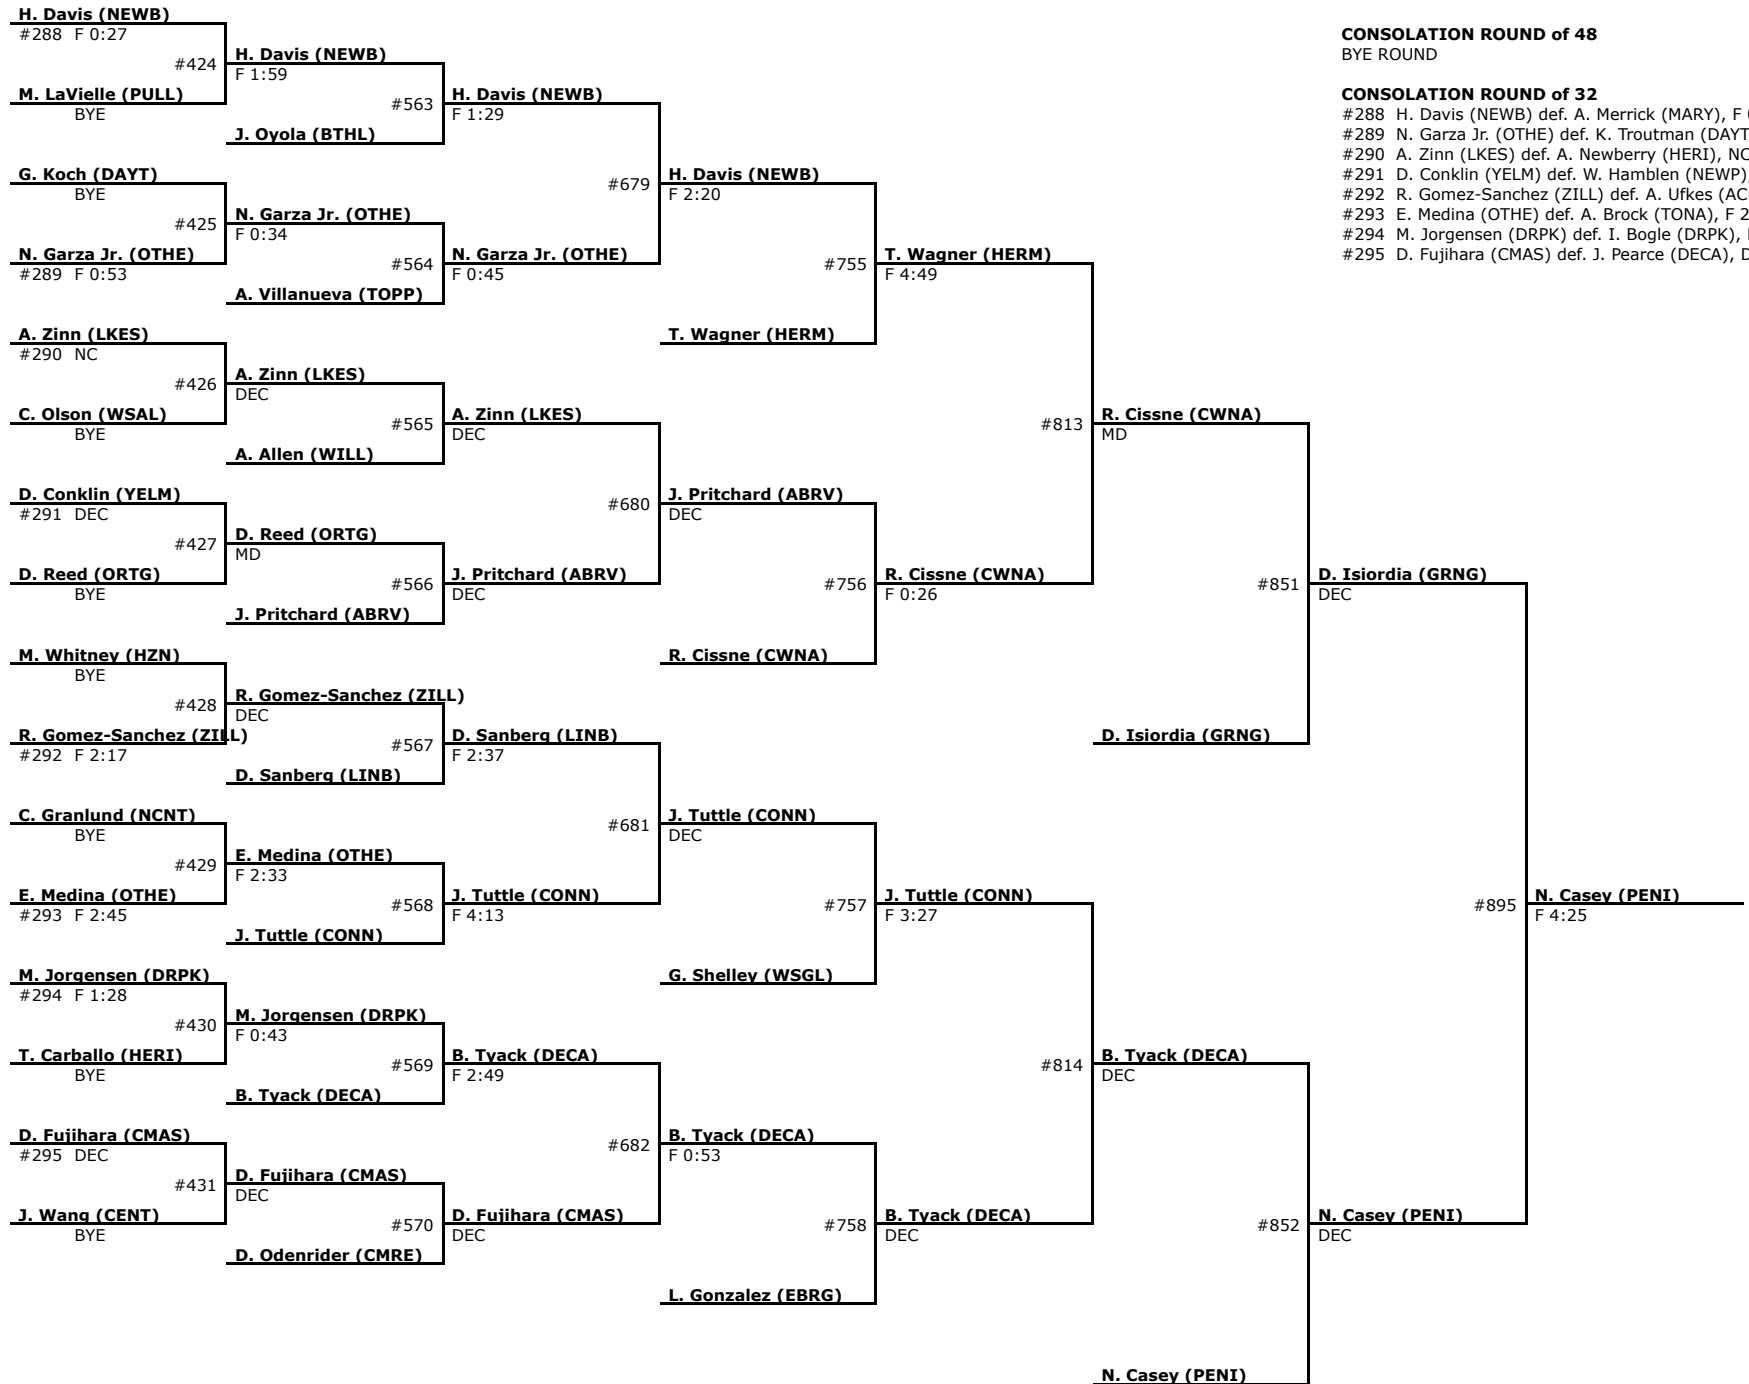 H. Davis (NEWB)
#288 F 0:27
#424
M. LaVielle (PULL)
BYE
G. Koch (DAYT)
BYE
#425
N. Garza Jr. (OTHE)
#289 F 0:53
A. Zinn (LKES)
#290 NC
#426
C. Olson (WSAL)
BYE
D. Conklin (YELM)
#291 DEC
#427
D. Reed (ORTG)
BYE
M. Whitney (HZN)
BYE
#428
R. Gomez-Sanchez (ZILL)
#292 F 2:17
C. Granlund (NCNT)
BYE
#429
E. Medina (OTHE)
#293 F 2:45
M. Jorgensen (DRPK)
#294 F 1:28
#430
T. Carballo (HERI)
BYE
D. Fujihara (CMAS)
#295 DEC
#431
J. Wang (CENT)
BYE
H. Davis (NEWB)
F 1:59
#563
J. Oyola (BTHL)
N. Garza Jr. (OTHE)
F 0:34
#564
A. Villanueva (TOPP)
A. Zinn (LKES)
DEC
#565
A. Allen (WILL)
D. Reed (ORTG)
MD
#566
J. Pritchard (ABRV)
R. Gomez-Sanchez (ZILL)
DEC
#567
D. Sanberg (LINB)
E. Medina (OTHE)
F 2:33
#568
J. Tuttle (CONN)
M. Jorgensen (DRPK)
F 0:43
#569
B. Tyack (DECA)
D. Fujihara (CMAS)
DEC
#570
D. Odenrider (CMRE)
H. Davis (NEWB)
F 1:29
#679
N. Garza Jr. (OTHE)
F 0:45
A. Zinn (LKES)
DEC
#680
J. Pritchard (ABRV)
DEC
D. Sanberg (LINB)
F 2:37
#681
J. Tuttle (CONN)
F 4:13
B. Tyack (DECA)
F 2:49
#682
D. Fujihara (CMAS)
DEC
H. Davis (NEWB)
F 2:20
#755
T. Wagner (HERM)
J. Pritchard (ABRV)
DEC
#756
R. Cissne (CWNA)
J. Tuttle (CONN)
DEC
#757
G. Shelley (WSGL)
B. Tyack (DECA)
F 0:53
#758
L. Gonzalez (EBRG)
T. Wagner (HERM)
F 4:49
#813
R. Cissne (CWNA)
F 0:26
J. Tuttle (CONN)
F 3:27
#814
B. Tyack (DECA)
DEC
R. Cissne (CWNA)
MD
#851
D. Isiordia (GRNG)
B. Tyack (DECA)
DEC
#852
N. Casey (PENI)
D. Isiordia (GRNG)
DEC
#895
N. Casey (PENI)
DEC
N. Casey (PENI)
F 4:25
CONSOLATION ROUND of 48
BYE ROUND
CONSOLATION ROUND of 32
#288 H. Davis (NEWB) def. A. Merrick (MARY), F
#289 N. Garza Jr. (OTHE) def. K. Troutman (DAYT
#290 A. Zinn (LKES) def. A. Newberry (HERI), NC
#291 D. Conklin (YELM) def. W. Hamblen (NEWP)
#292 R. Gomez-Sanchez (ZILL) def. A. Ufkes (AC
#293 E. Medina (OTHE) def. A. Brock (TONA), F 2
#294 M. Jorgensen (DRPK) def. I. Bogle (DRPK),
#295 D. Fujihara (CMAS) def. J. Pearce (DECA), D